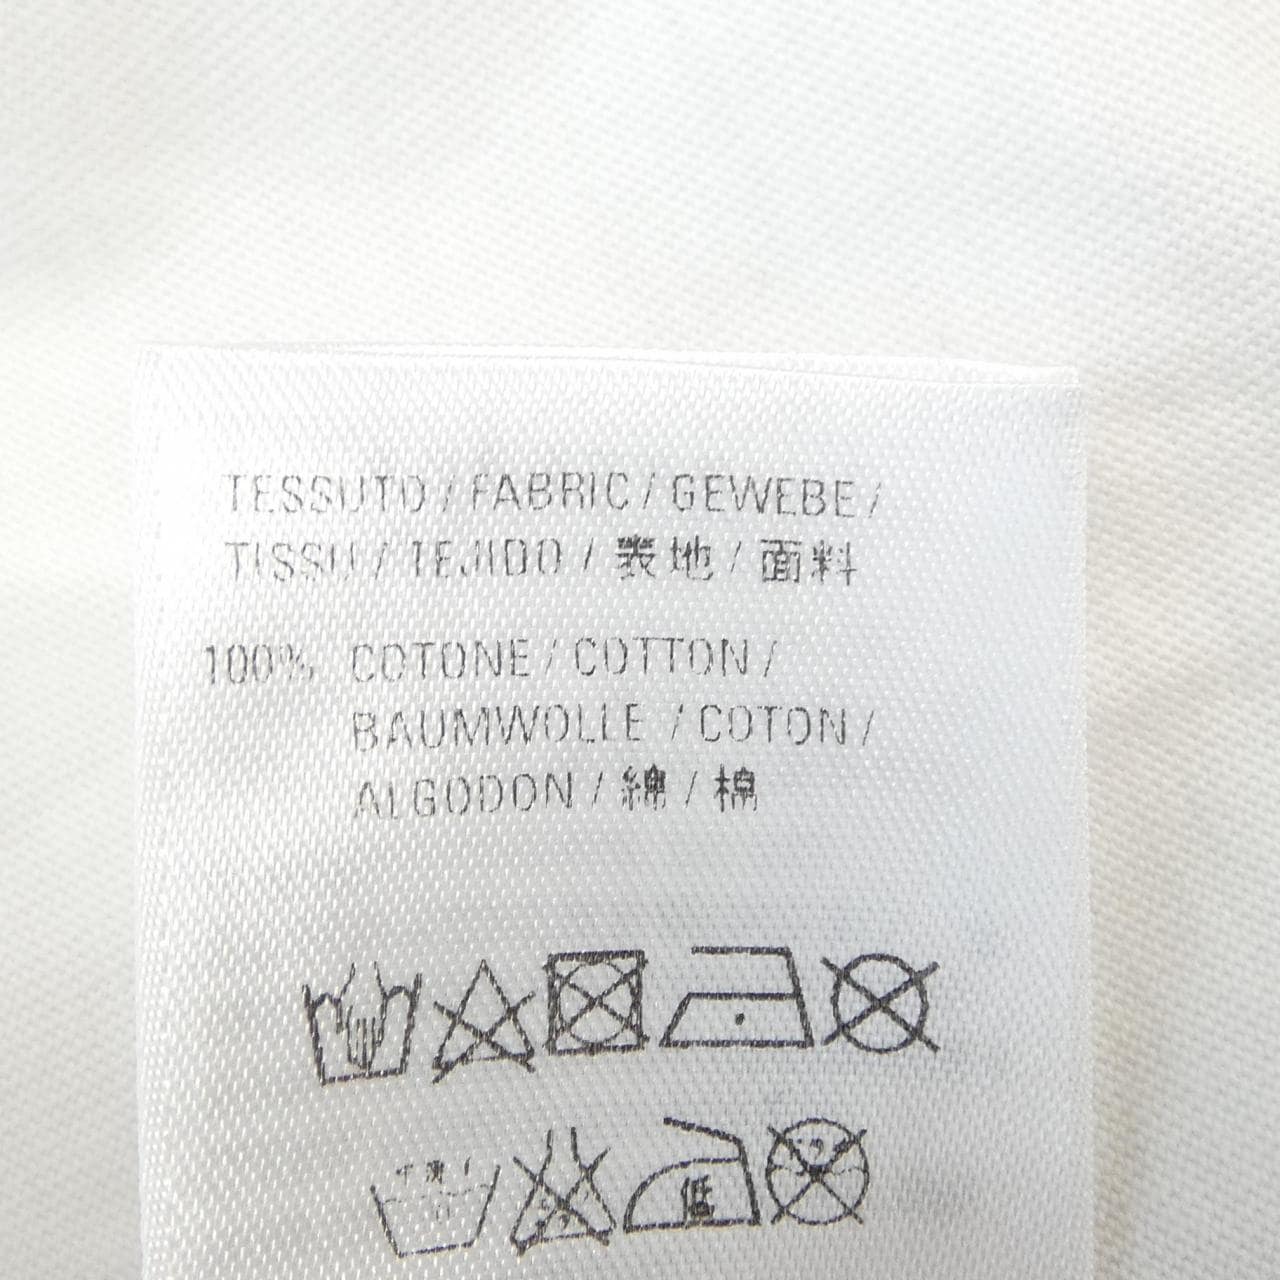 TESSUTO / FABRIC / GEWEBE /
TISSU / TEJIDO / 表地 / 面料
100% COTONE / COTTON /
BAUMWOLLE / COTON /
ALGODON / 綿 / 棉
低